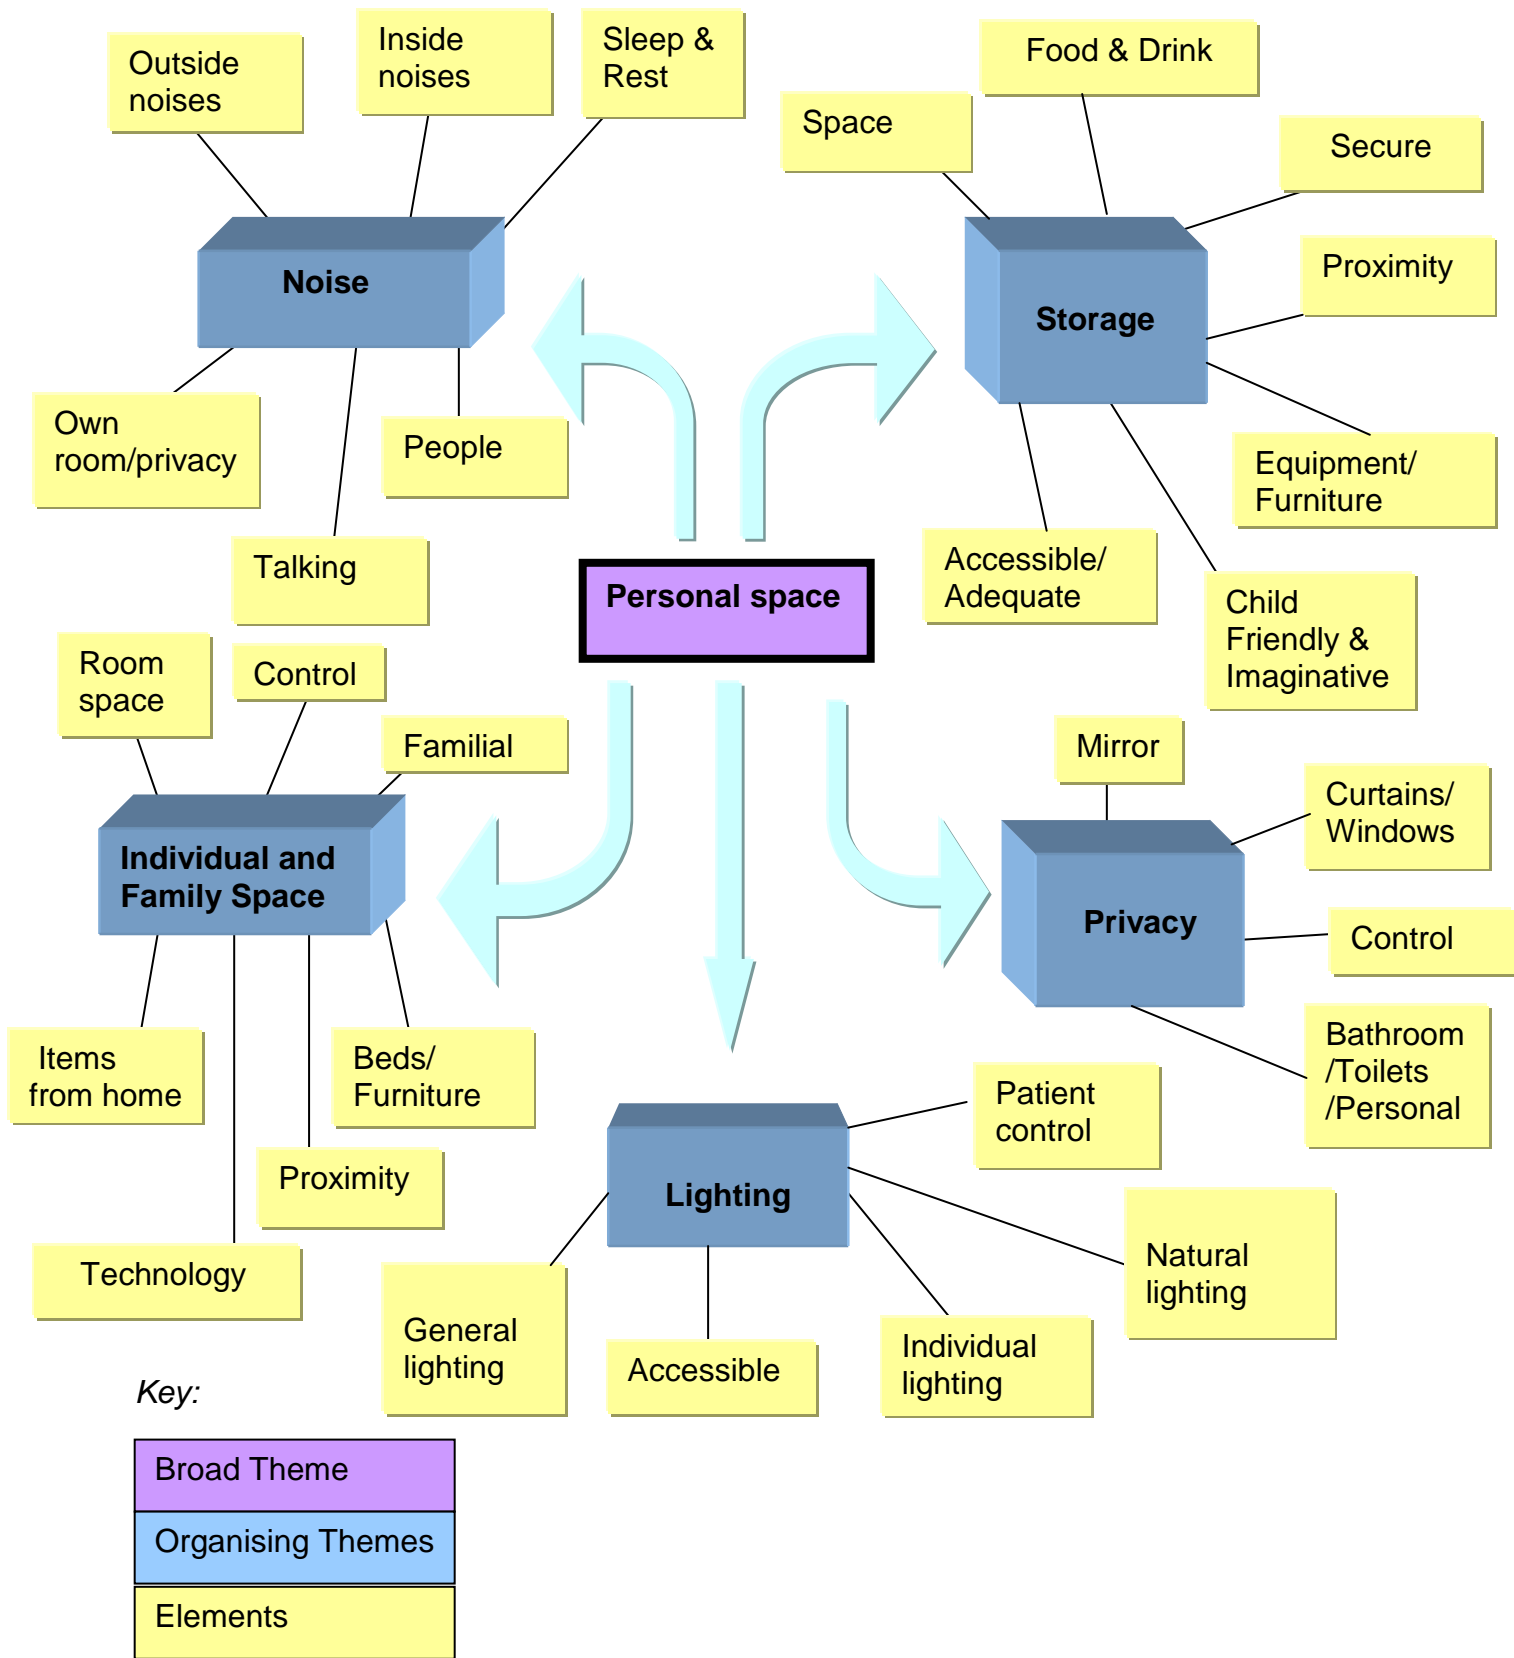 Outside
noises
Inside
noises
Sleep &
Rest
Noise
Own
room/privacy
Talking
People
Food & Drink
Space
Secure
Proximity
Storage
Equipment/
Furniture
Accessible/
Adequate
Child
Friendly &
Imaginative
Personal space
Room
space
Control
Familial
Individual and
Family Space
Items
from home
Beds/
Furniture
Proximity
Technology
Mirror
Curtains/
Windows
Privacy
Control
Bathroom
/Toilets
/Personal
Patient
control
Lighting
Natural
lighting
General
lighting
Accessible
Individual
lighting
Key:
Broad Theme
Organising Themes
Elements